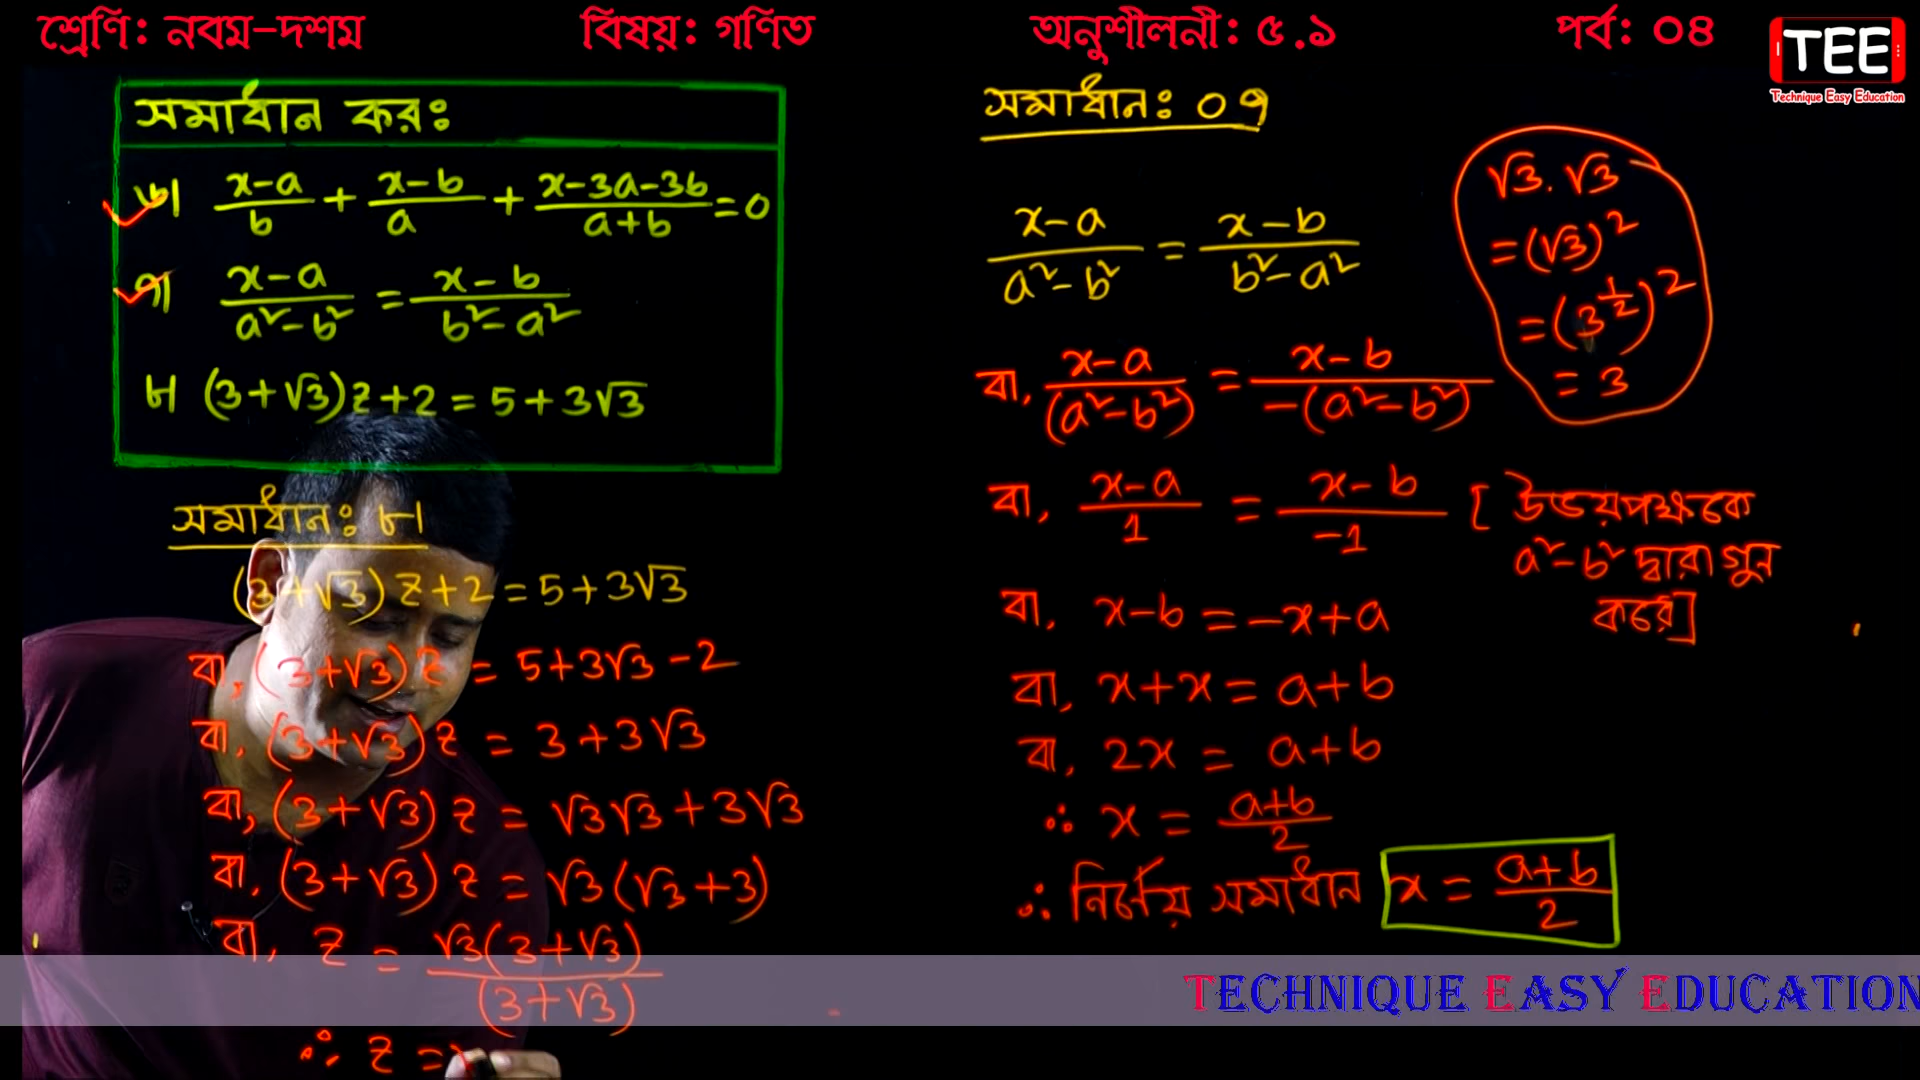 শ্রেণি: নবম-দশম বিষয়: গণিত অনুশীলনী: ৫.১ পর্ব: ০৪
TEE
Technique Easy Education
সমাধান করঃ
৬। (x-a)/b + (x-b)/a + (x-3a-3b)/(a+b) = 0
৭। (x-a)/(a²-b²) = (x-b)/(b²-a²)
৮। (3+√3)z+2=5+3√3
সমাধানঃ ৮।
(3+√3)z+2=5+3√3
বা, (3+√3)z = 5+3√3-2
বা, (3+√3)z = 3+3√3
বা, (3+√3)z = √3√3+3√3
বা, (3+√3)z = √3(√3+3)
বা, z = √3(3+√3)/(3+√3)
∴ z =
সমাধানঃ ০৭
(x-a)/(a²-b²) = (x-b)/(b²-a²)
বা, (x-a)/(a²-b²) = (x-b)/-(a²-b²)
বা, (x-a)/1 = (x-b)/-1 [উভয়পক্ষকে
a²-b² দ্বারা গুন
করে]
বা, x-b = -x+a
বা, x+x = a+b
বা, 2x = a+b
∴ x = (a+b)/2
∴ নির্ণেয় সমাধান x = (a+b)/2
√3.√3
=(√3)²
=(3^(1/2))²
= 3
TECHNIQUE EASY EDUCATION